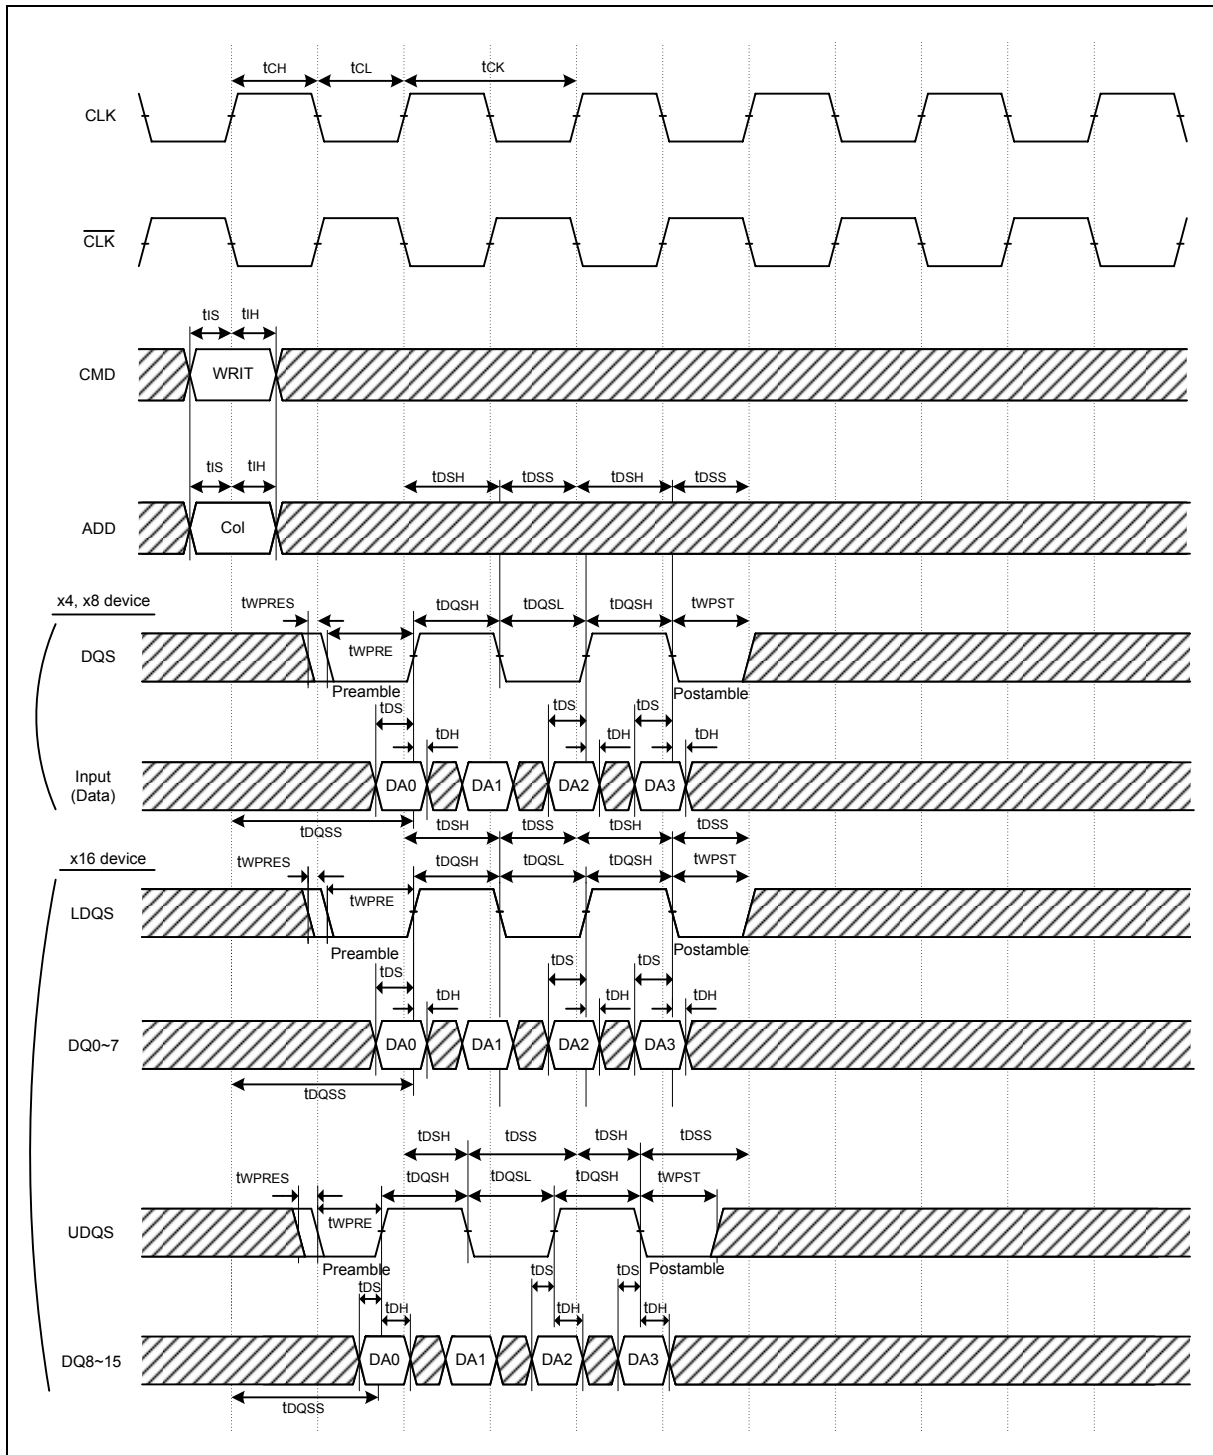 tCH tCL tCK
CLK
CLK
tIS tIH
CMD WRIT
tIS tIH tDSH tDSS tDSH tDSS
ADD Col
x4, x8 device
tWPRES tDQSH tDQSL tDQSH tWPST
tWPRE
DQS
Preamble Postamble
tDS tDS tDS
tDH tDH tDH
Input
(Data)
DA0 DA1 DA2 DA3
tDQSS
tDSH tDSS tDSH tDSS
x16 device
tWPRES tDQSH tDQSL tDQSH tWPST
tWPRE
LDQS
Preamble Postamble
tDS tDS tDS
tDH tDH tDH
DQ0~7 DA0 DA1 DA2 DA3
tDQSS
tDSH tDSS tDSH tDSS
tWPRES tDQSH tDQSL tDQSH tWPST
tWPRE
UDQS
Preamble Postamble
tDS tDS tDS
tDH tDH tDH
DQ8~15 DA0 DA1 DA2 DA3
tDQSS